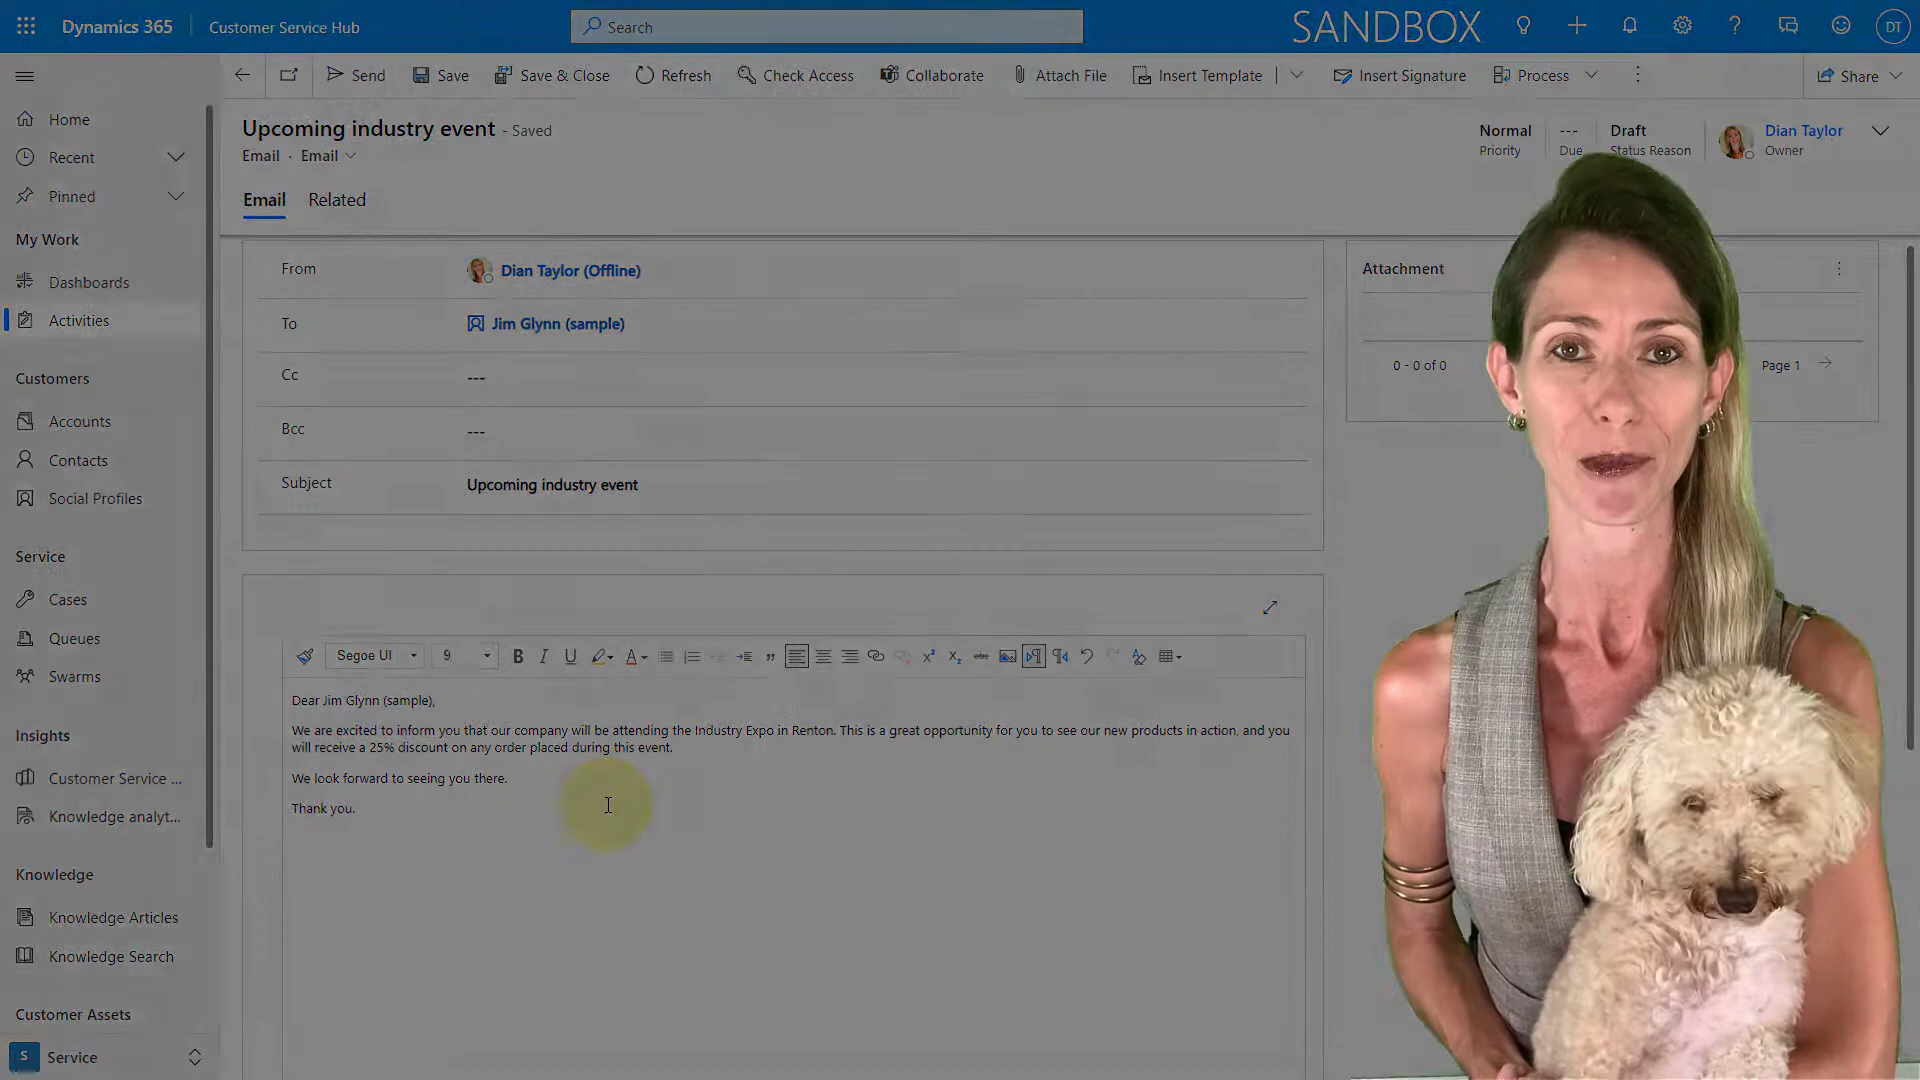 Dynamics 365
Customer Service Hub
Search
SANDBOX
DT
Send
Save
Save & Close
Refresh
Check Access
Collaborate
Attach File
Insert Template
Insert Signature
Process
Share
Home
Recent
Pinned
My Work
Dashboards
Activities
Customers
Accounts
Contacts
Social Profiles
Service
Cases
Queues
Swarms
Insights
Customer Service ...
Knowledge analyt...
Knowledge
Knowledge Articles
Knowledge Search
Customer Assets
S Service
Upcoming industry event - Saved
Email · Email
Normal
Priority
---
Due
Draft
Status Reason
Dian Taylor
Owner
Email
Related
From
Dian Taylor (Offline)
To
Jim Glynn (sample)
Cc
---
Bcc
---
Subject
Upcoming industry event
Attachment
0 - 0 of 0
Page 1
Segoe UI
9
B I U A
x² x₂ abc
Dear Jim Glynn (sample),
We are excited to inform you that our company will be attending the Industry Expo in Renton. This is a great opportunity for you to see our new products in action, and you
will receive a 25% discount on any order placed during this event.
We look forward to seeing you there.
Thank you.